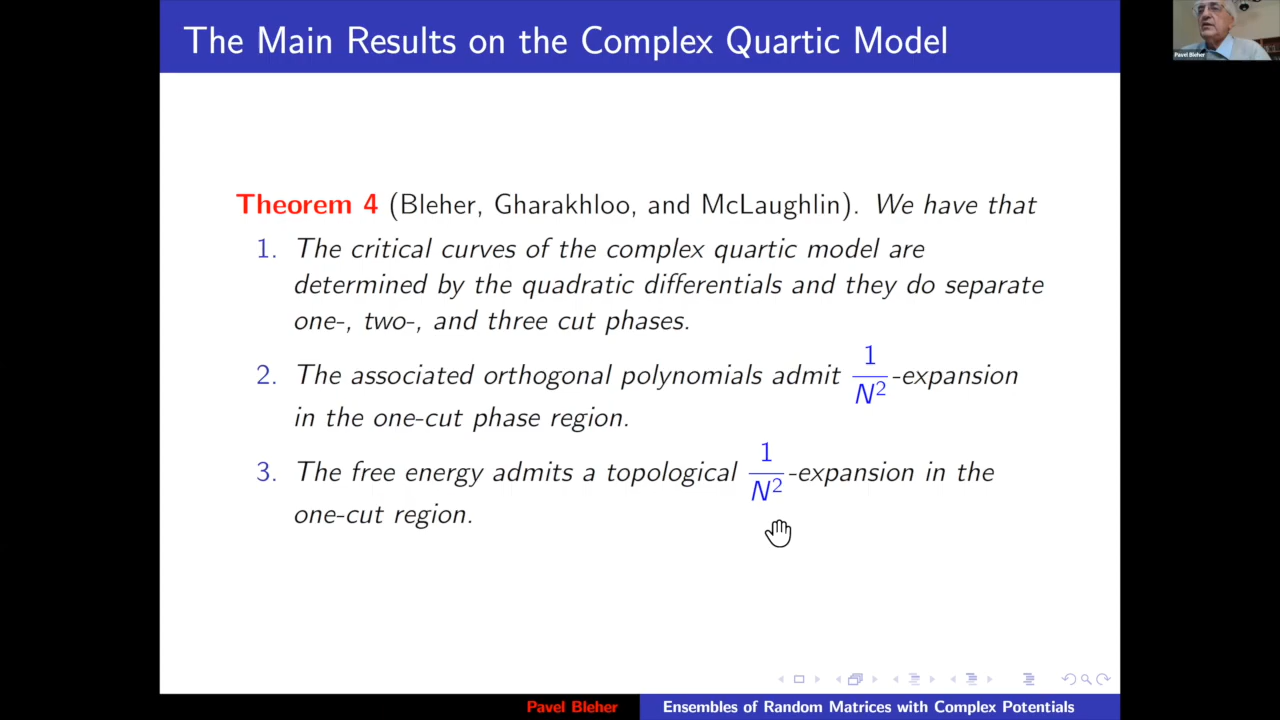 The Main Results on the Complex Quartic Model
Pavel Bleher
Theorem 4 (Bleher, Gharakhloo, and McLaughlin). We have that
1. The critical curves of the complex quartic model are
determined by the quadratic differentials and they do separate
one-, two-, and three cut phases.
2. The associated orthogonal polynomials admit 1/N²-expansion
in the one-cut phase region.
3. The free energy admits a topological 1/N²-expansion in the
one-cut region.
Pavel Bleher Ensembles of Random Matrices with Complex Potentials